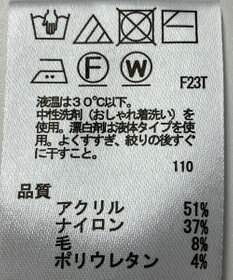 F
W
F23T
液温は30℃以下。
中性洗剤(おしゃれ着洗い)を
使用。漂白剤は液体タイプを使
用。よくすすぎ、絞りの後すぐ
に干すこと。
110
品質
アクリル 51%
ナイロン 37%
毛 8%
ポリウレタン 4%